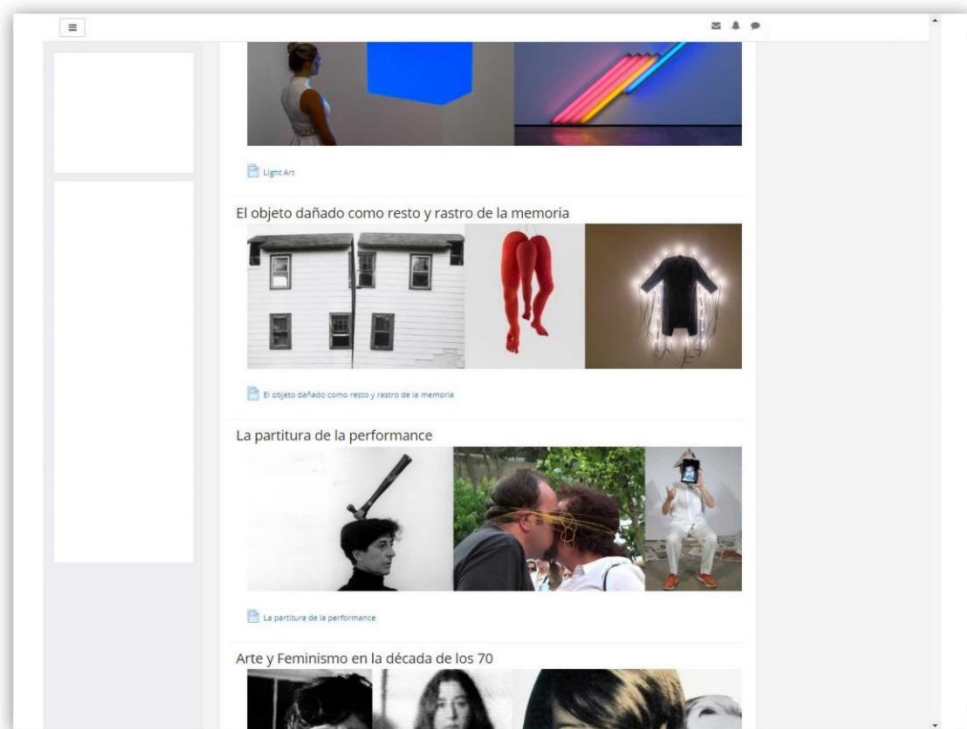 Light Art
El objeto dañado como resto y rastro de la memoria
El objeto dañado como resto y rastro de la memoria
La partitura de la performance
La partitura de la performance
Arte y Feminismo en la década de los 70